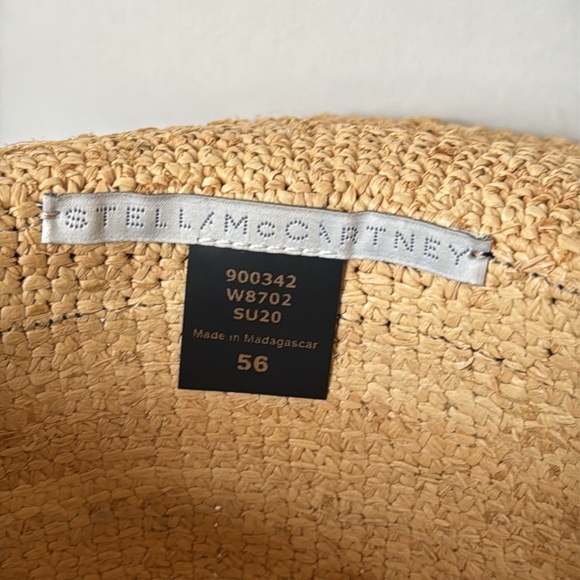 STELLA McCARTNEY
900342
W8702
SU20
Made in Madagascar
56